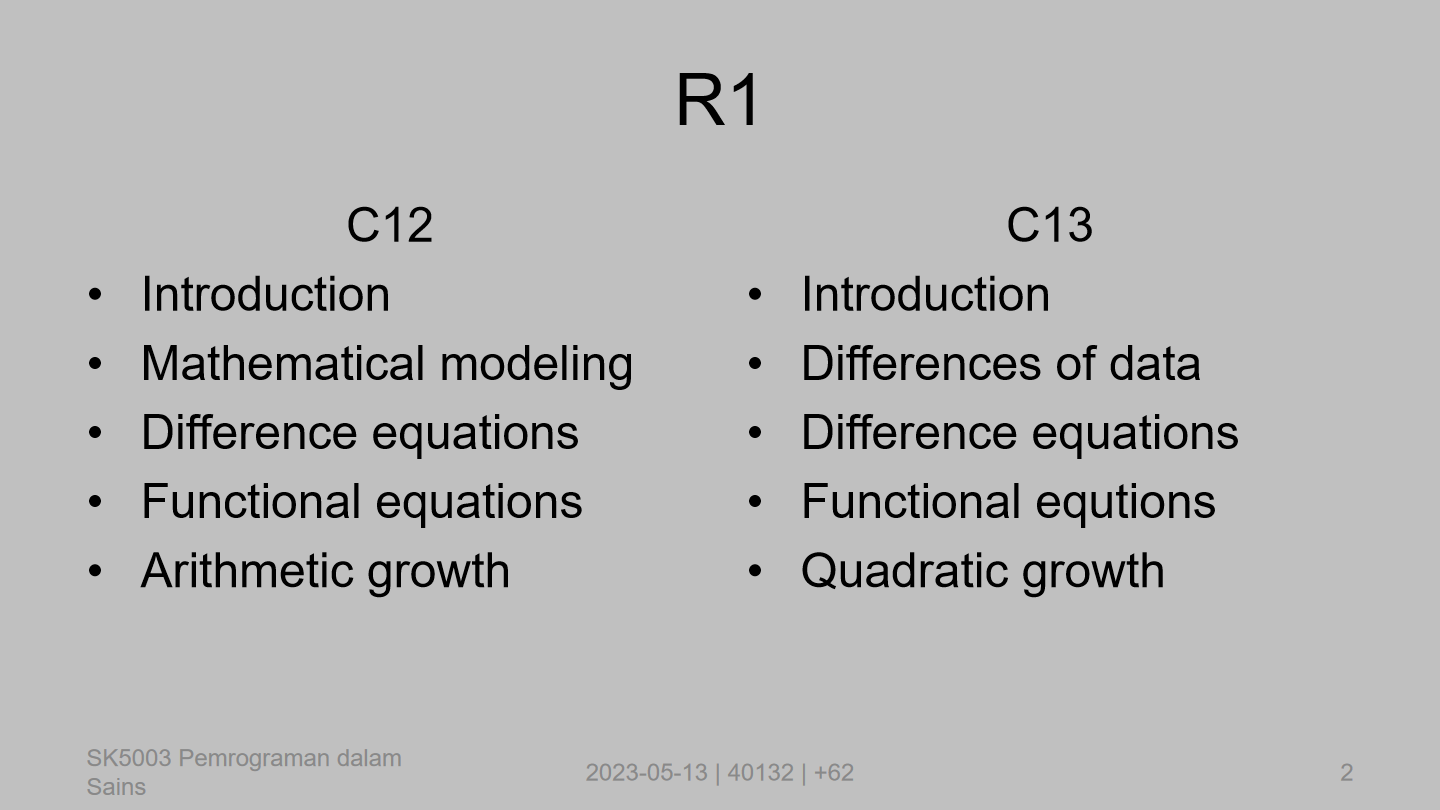 R1
C12
• Introduction
• Mathematical modeling
• Difference equations
• Functional equations
• Arithmetic growth
C13
• Introduction
• Differences of data
• Difference equations
• Functional equtions
• Quadratic growth
SK5003 Pemrograman dalam
Sains
2023-05-13 | 40132 | +62
2